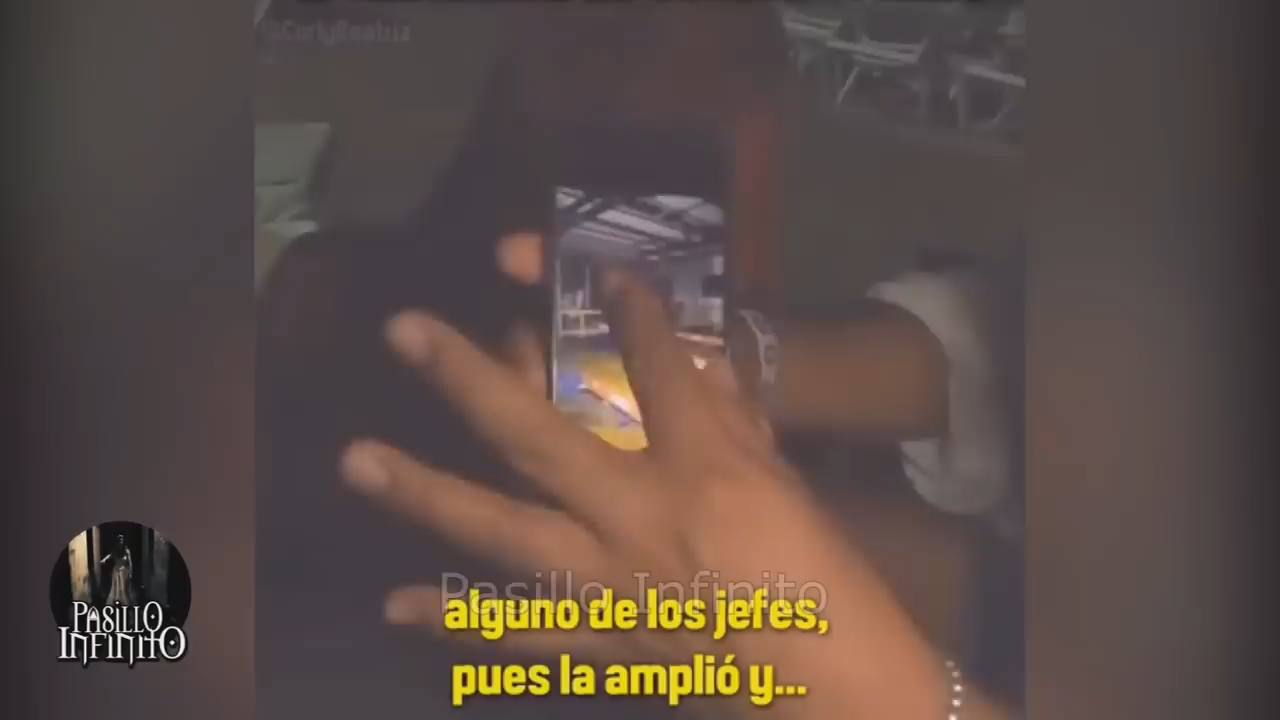 @CarlyBeatriz
Pasillo Infinito
alguno de los jefes,
pues la amplió y...
PASILLO
INFINITO